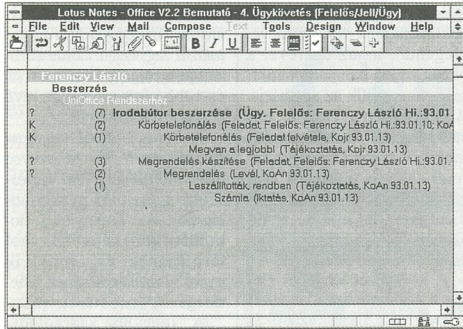 Lotus Notes - Office V2.2 Bemutató - 4. Ügykövetés (Felelős/Jell/Ügy)
File Edit View Mail Compose Text Tools Design Window Help
B I U
Ferenczy László
Beszerzés
UniOffice Rendszerhöz
? (7) Irodabútor beszerzése (Ügy, Felelős: Ferenczy László Hi.:93.01.
K (2) Körbetelefonálás (Feladat, Felelős: Ferenczy László Hi.:93.01.10; KoA
K (1) Körbetelefonálás (Feladat felvétele, Kojr 93.01.13)
Megvan a legjobb! (Tájékoztatás, Kojr 93.01.13)
? (3) Megrendelés készítése (Feladat, Felelős: Ferenczy László Hi.:93.01.1
? (2) Megrendelés (Levél, KoAn 93.01.13)
(1) Leszállították, rendben (Tájékoztatás, KoAn 93.01.13)
Számla (Iktatás, KoAn 93.01.13)